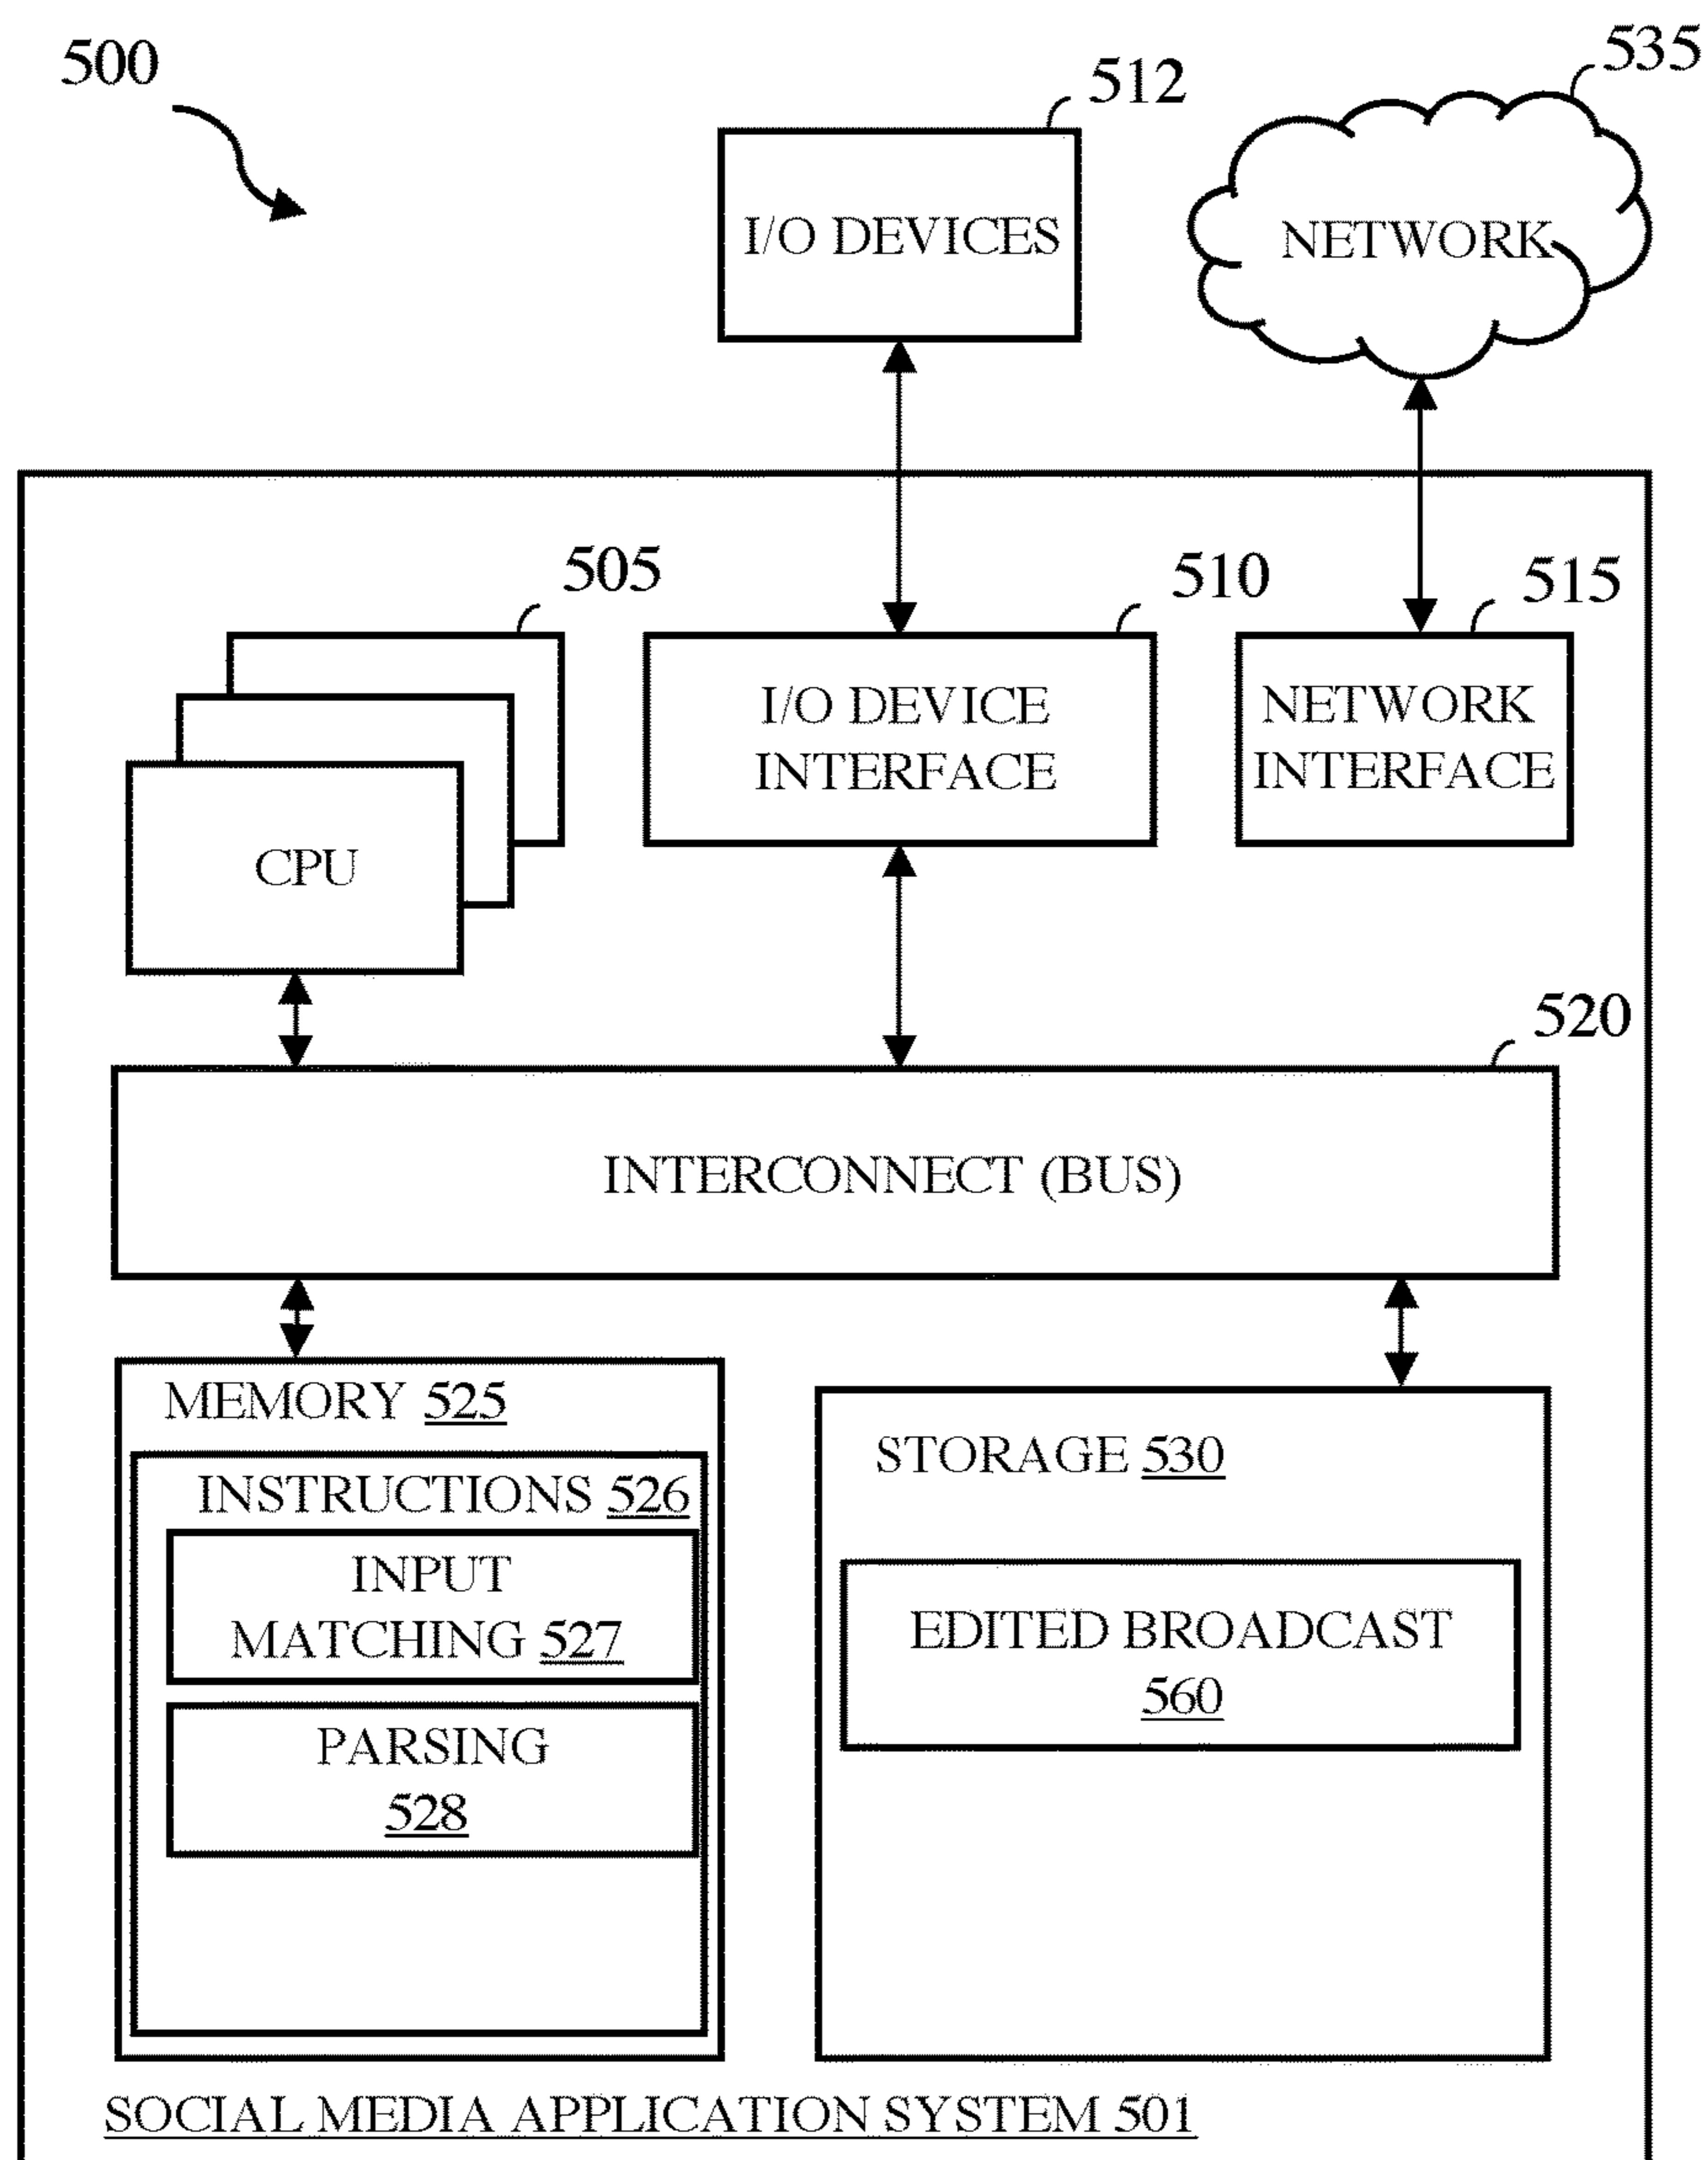 500
512
535
I/O DEVICES
NETWORK
505
510
515
I/O DEVICE
INTERFACE
NETWORK
INTERFACE
CPU
520
INTERCONNECT (BUS)
MEMORY 525
INSTRUCTIONS 526
INPUT
MATCHING 527
PARSING
528
STORAGE 530
EDITED BROADCAST
560
SOCIAL MEDIA APPLICATION SYSTEM 501